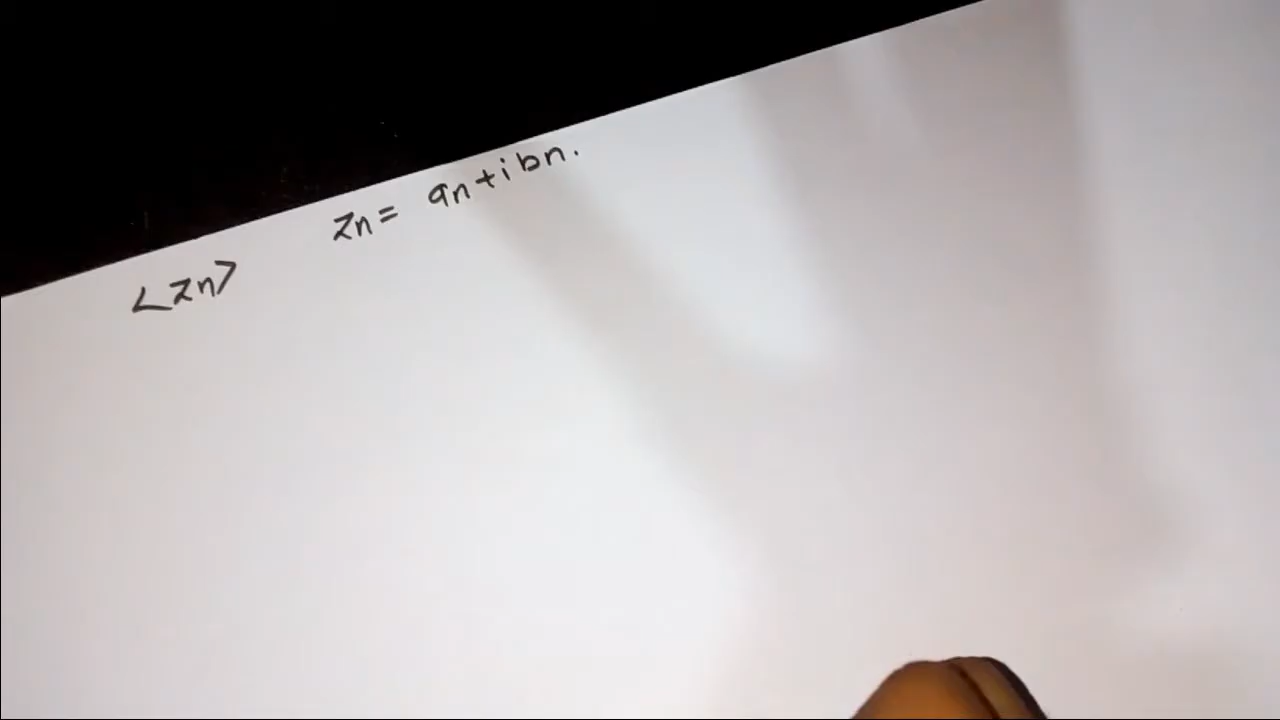 <zn> zn = an + ibn.